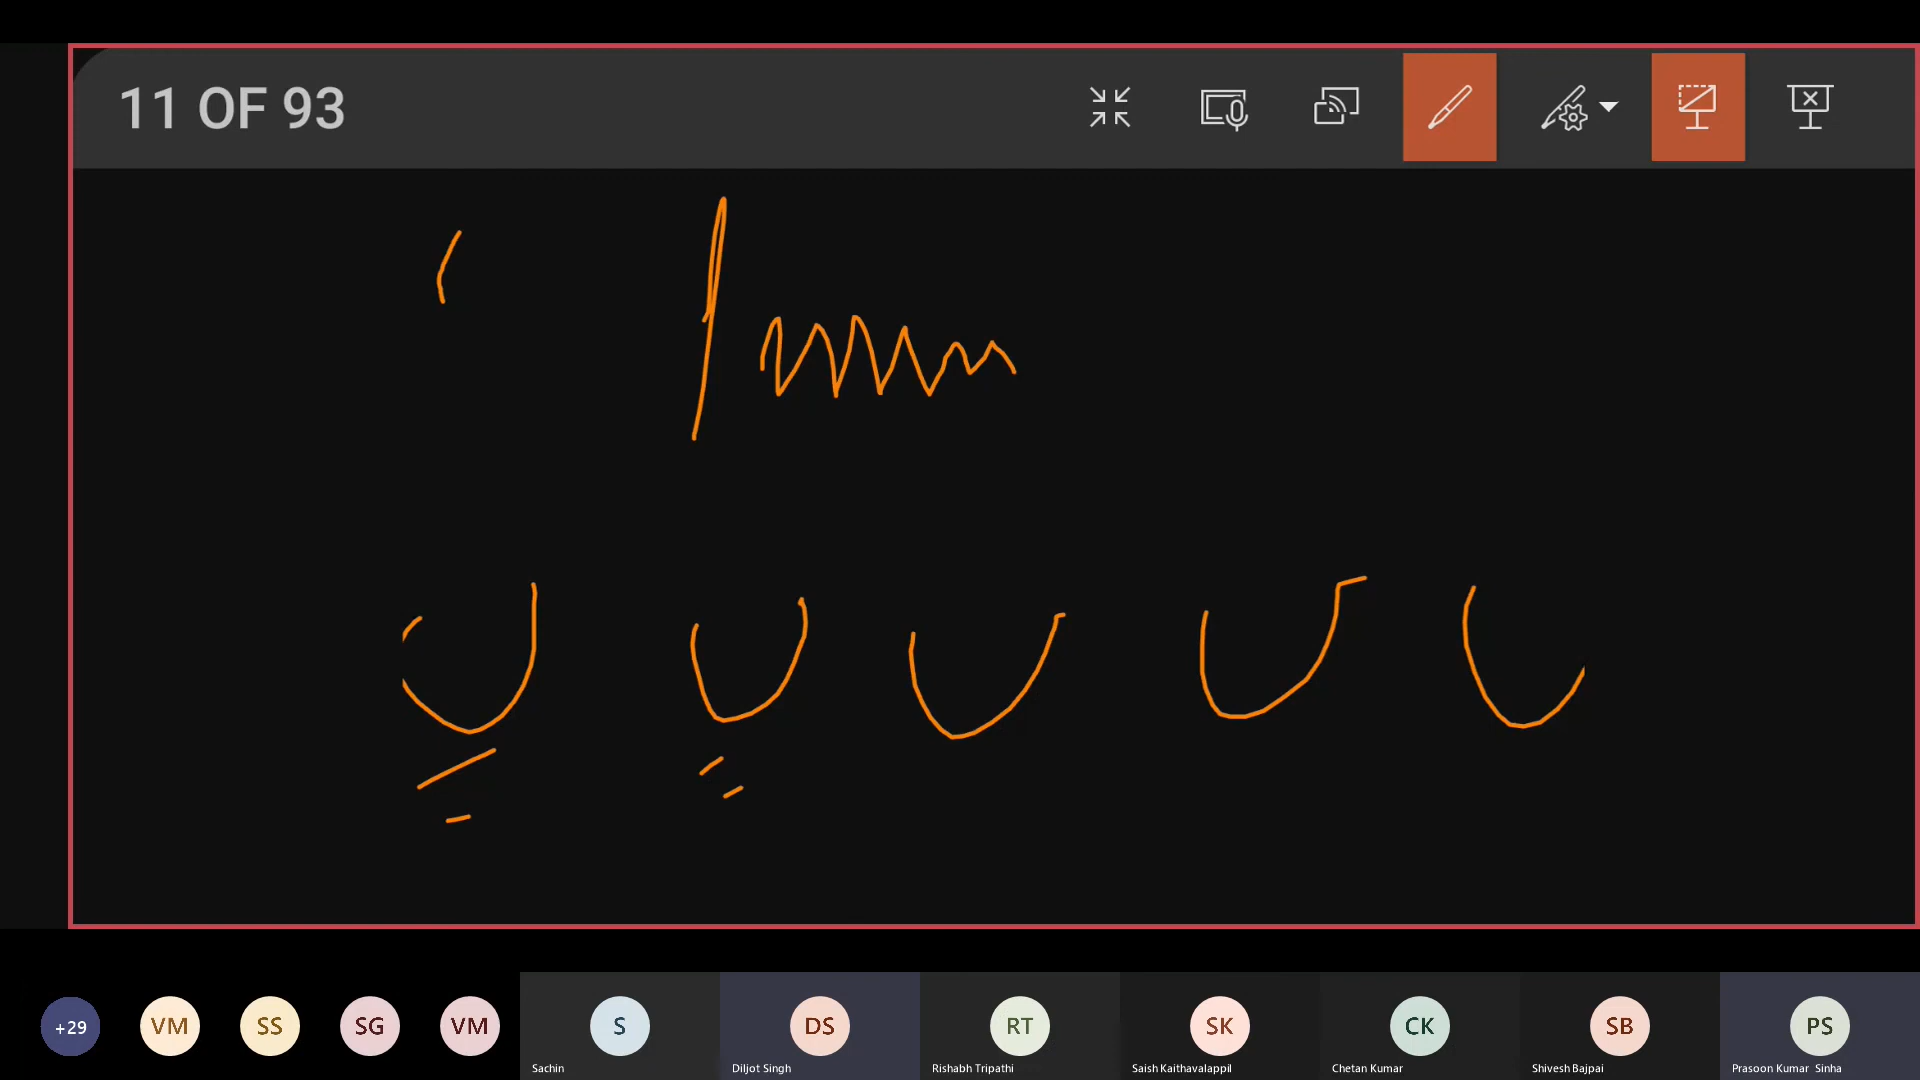 11 OF 93
+29
VM
SS
SG
VM
S
DS
RT
SK
CK
SB
PS
Sachin
Diljot Singh
Rishabh Tripathi
Saish Kaithavalappil
Chetan Kumar
Shivesh Bajpai
Prasoon Kumar Sinha